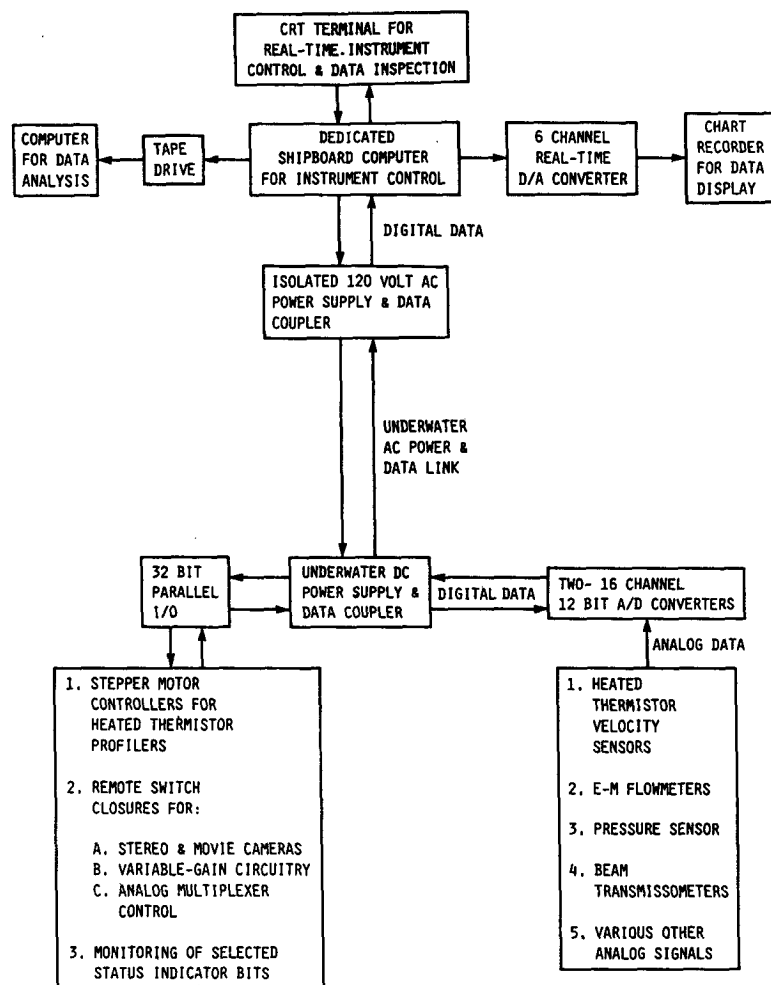 CRT TERMINAL FOR
REAL-TIME.INSTRUMENT
CONTROL & DATA INSPECTION
COMPUTER
FOR DATA
ANALYSIS
TAPE
DRIVE
DEDICATED
SHIPBOARD COMPUTER
FOR INSTRUMENT CONTROL
6 CHANNEL
REAL-TIME
D/A CONVERTER
CHART
RECORDER
FOR DATA
DISPLAY
DIGITAL DATA
ISOLATED 120 VOLT AC
POWER SUPPLY & DATA
COUPLER
UNDERWATER
AC POWER &
DATA LINK
32 BIT
PARALLEL
I/O
UNDERWATER DC
POWER SUPPLY &
DATA COUPLER
DIGITAL DATA
TWO- 16 CHANNEL
12 BIT A/D CONVERTERS
ANALOG DATA
1. STEPPER MOTOR
CONTROLLERS FOR
HEATED THERMISTOR
PROFILERS
2. REMOTE SWITCH
CLOSURES FOR:
A. STEREO & MOVIE CAMERAS
B. VARIABLE-GAIN CIRCUITRY
C. ANALOG MULTIPLEXER
CONTROL
3. MONITORING OF SELECTED
STATUS INDICATOR BITS
1. HEATED
THERMISTOR
VELOCITY
SENSORS
2. E-M FLOWMETERS
3. PRESSURE SENSOR
4. BEAM
TRANSMISSOMETERS
5. VARIOUS OTHER
ANALOG SIGNALS